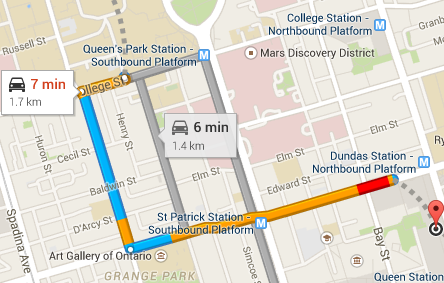 College Station -
Northbound Platform
Russell St
Queen's Park Station -
Southbound Platform
M
M
Mars Discovery District
7 min
1.7 km
College St
6 min
1.4 km
Henry St
Huron St
Cecil St
Elm St
Elm St
Elm St
Dundas Station -
Northbound Platform
Baldwin St
Edward St
D'Arcy St
St Patrick Station -
Southbound Platform
M
Spadina Ave
Art Gallery of Ontario
GRANGE PARK
Simcoe St
Bay St
Queen Station -